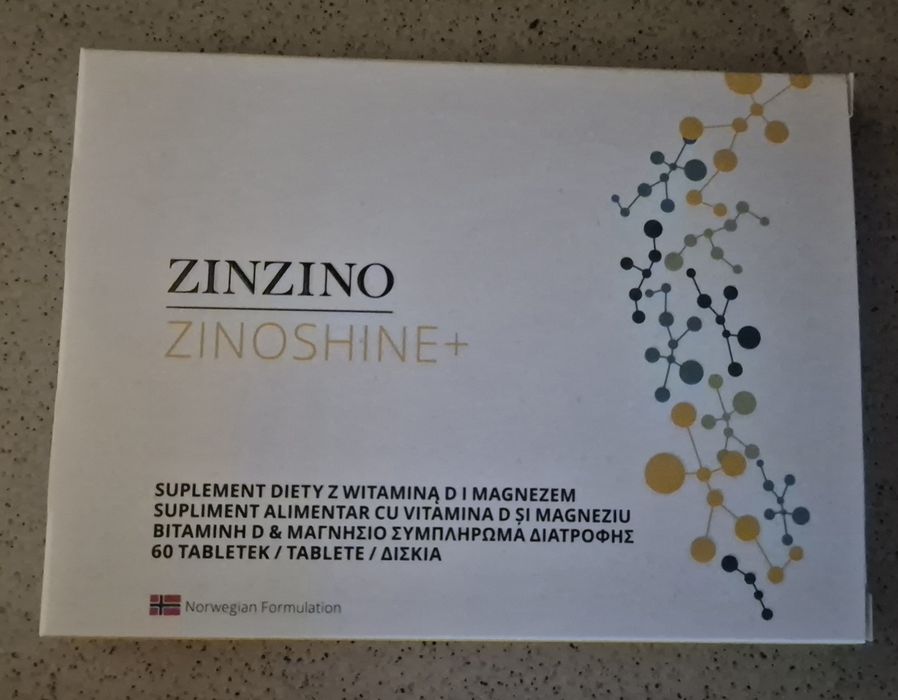 ZINZINO
ZINOSHINE+
SUPLEMENT DIETY Z WITAMINĄ D I MAGNEZEM
SUPLIMENT ALIMENTAR CU VITAMINA D ȘI MAGNEZIU
ΒΙΤΑΜΙΝΗ D & ΜΑΓΝΗΣΙΟ ΣΥΜΠΛΗΡΩΜΑ ΔΙΑΤΡΟΦΗΣ
60 TABLETEK / TABLETE / ΔΙΣΚΙΑ
Norwegian Formulation